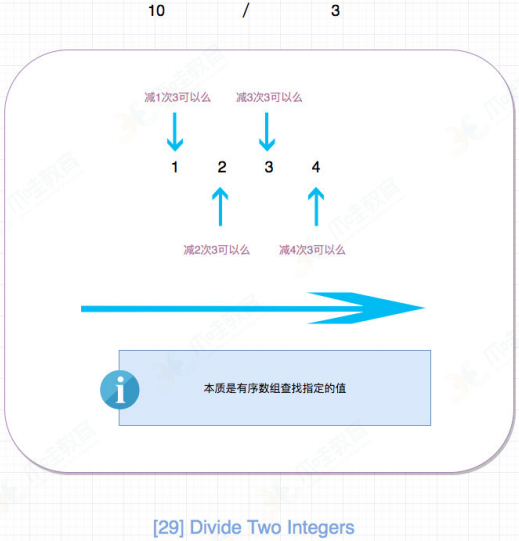 10 / 3
减1次3可以么 减3次3可以么
1 2 3 4
减2次3可以么 减4次3可以么
本质是有序数组查找指定的值
[29] Divide Two Integers